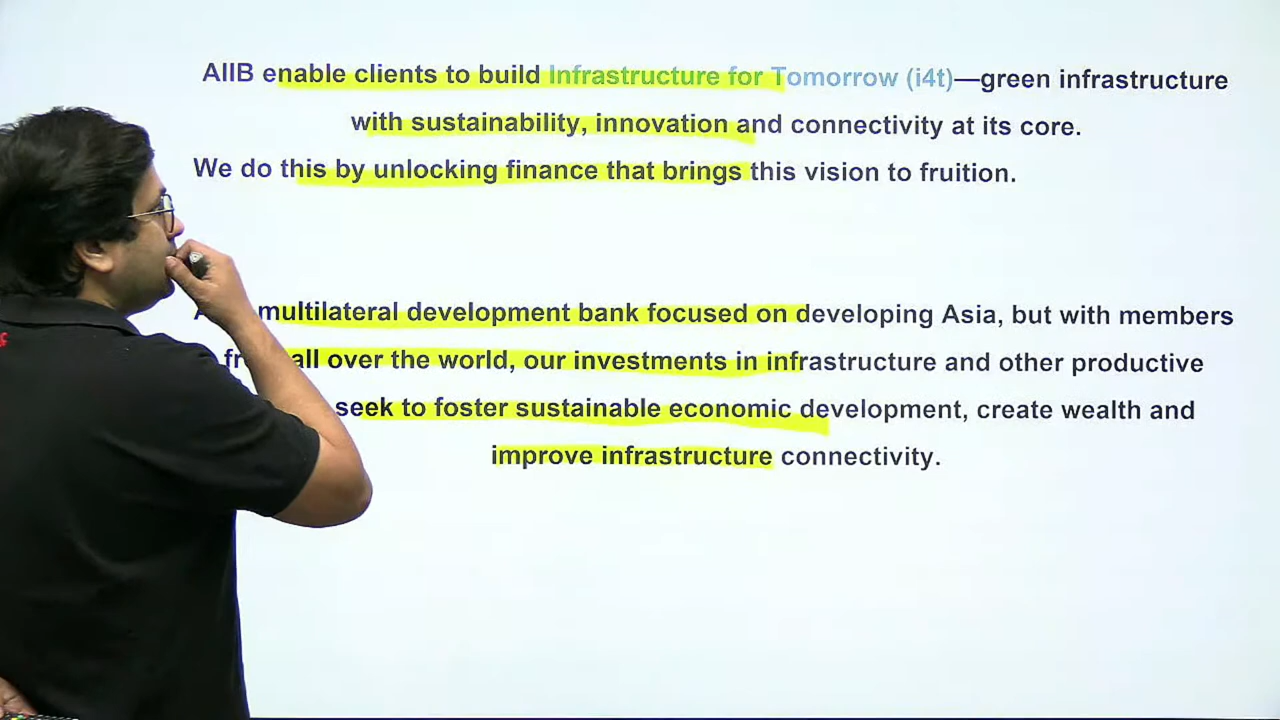 AIIB enable clients to build Infrastructure for Tomorrow (i4t)—green infrastructure
with sustainability, innovation and connectivity at its core.
We do this by unlocking finance that brings this vision to fruition.
multilateral development bank focused on developing Asia, but with members
all over the world, our investments in infrastructure and other productive
seek to foster sustainable economic development, create wealth and
improve infrastructure connectivity.